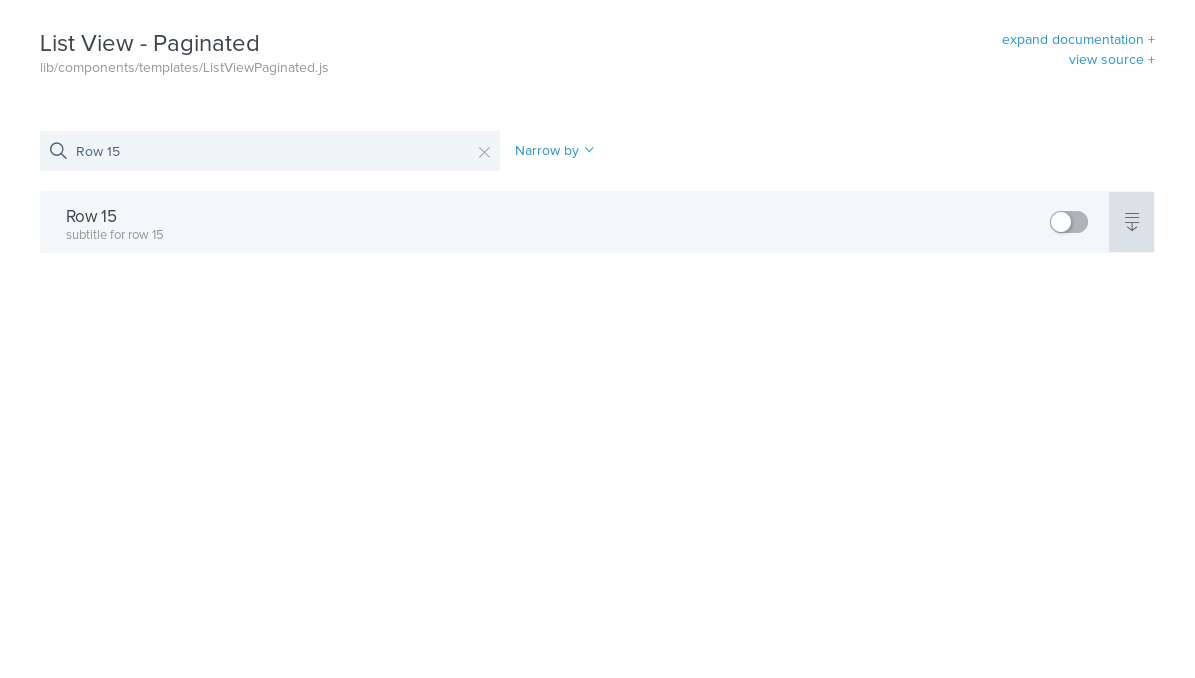 List View - Paginated
lib/components/templates/ListViewPaginated.js
expand documentation +
view source +
Row 15
Narrow by
Row 15
subtitle for row 15